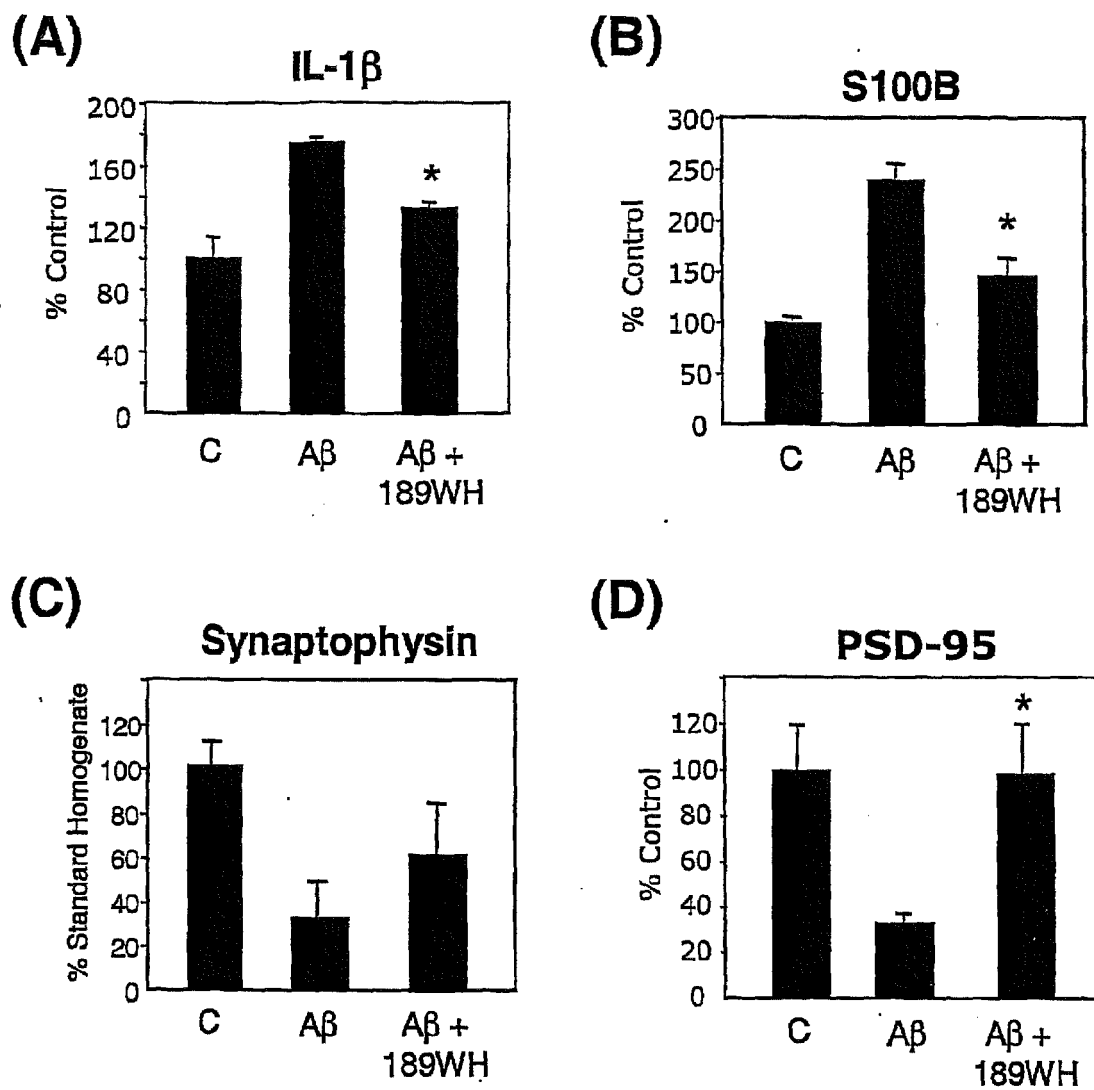 (A)
IL-1β
% Control
200
160
120
80
40
0
*
C
Aβ
Aβ +
189WH
(B)
S100B
% Control
300
250
200
150
100
50
0
*
C
Aβ
Aβ +
189WH
(C)
Synaptophysin
% Standard Homogenate
120
100
80
60
40
20
0
C
Aβ
Aβ +
189WH
(D)
PSD-95
% Control
120
100
80
60
40
20
0
*
C
Aβ
Aβ +
189WH